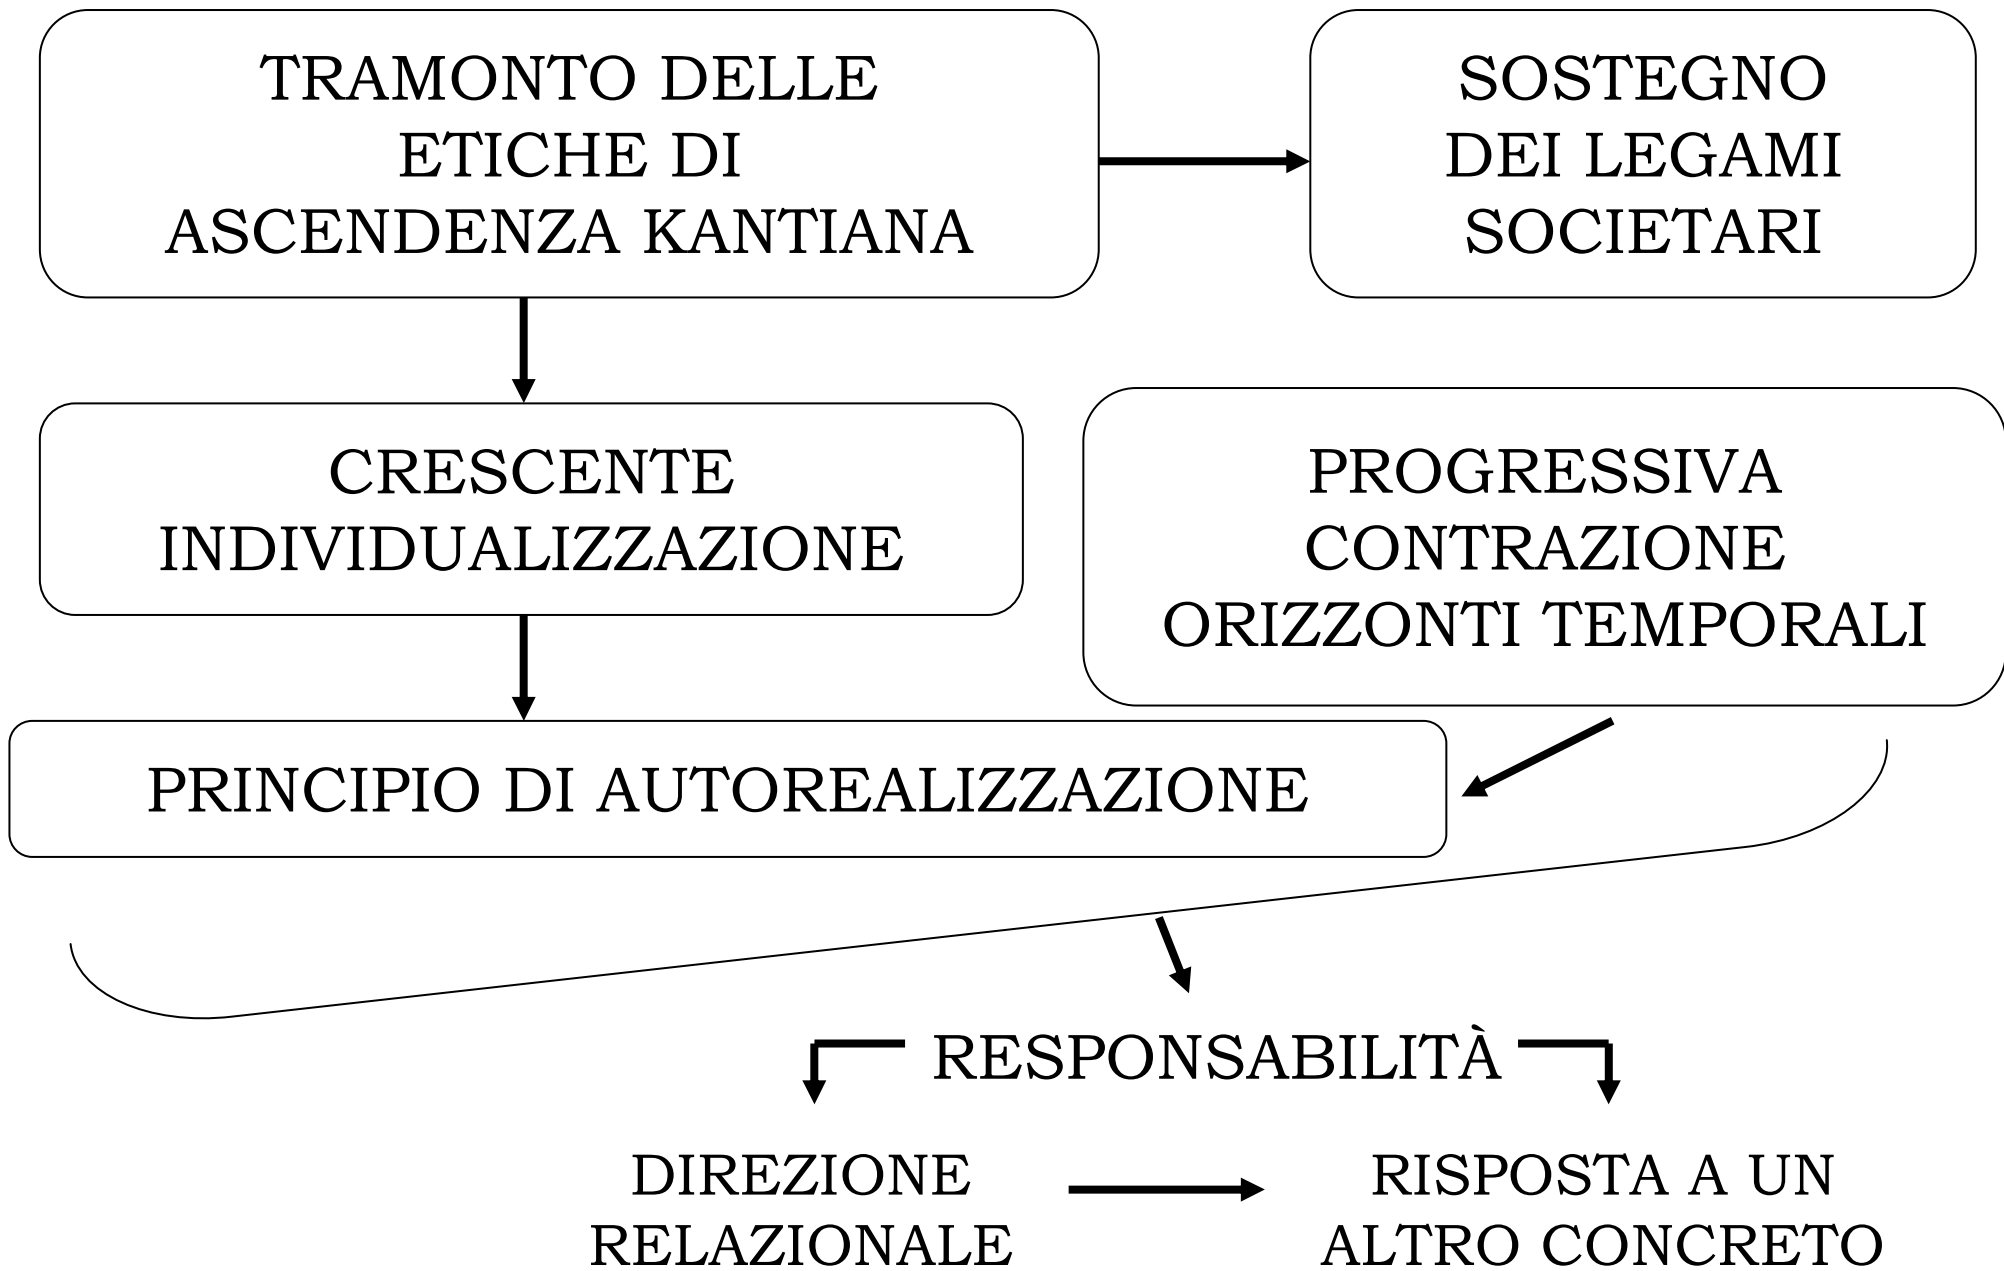 TRAMONTO DELLE
ETICHE DI
ASCENDENZA KANTIANA
SOSTEGNO
DEI LEGAMI
SOCIETARI
CRESCENTE
INDIVIDUALIZZAZIONE
PROGRESSIVA
CONTRAZIONE
ORIZZONTI TEMPORALI
PRINCIPIO DI AUTOREALIZZAZIONE
RESPONSABILITÀ
DIREZIONE
RELAZIONALE
RISPOSTA A UN
ALTRO CONCRETO